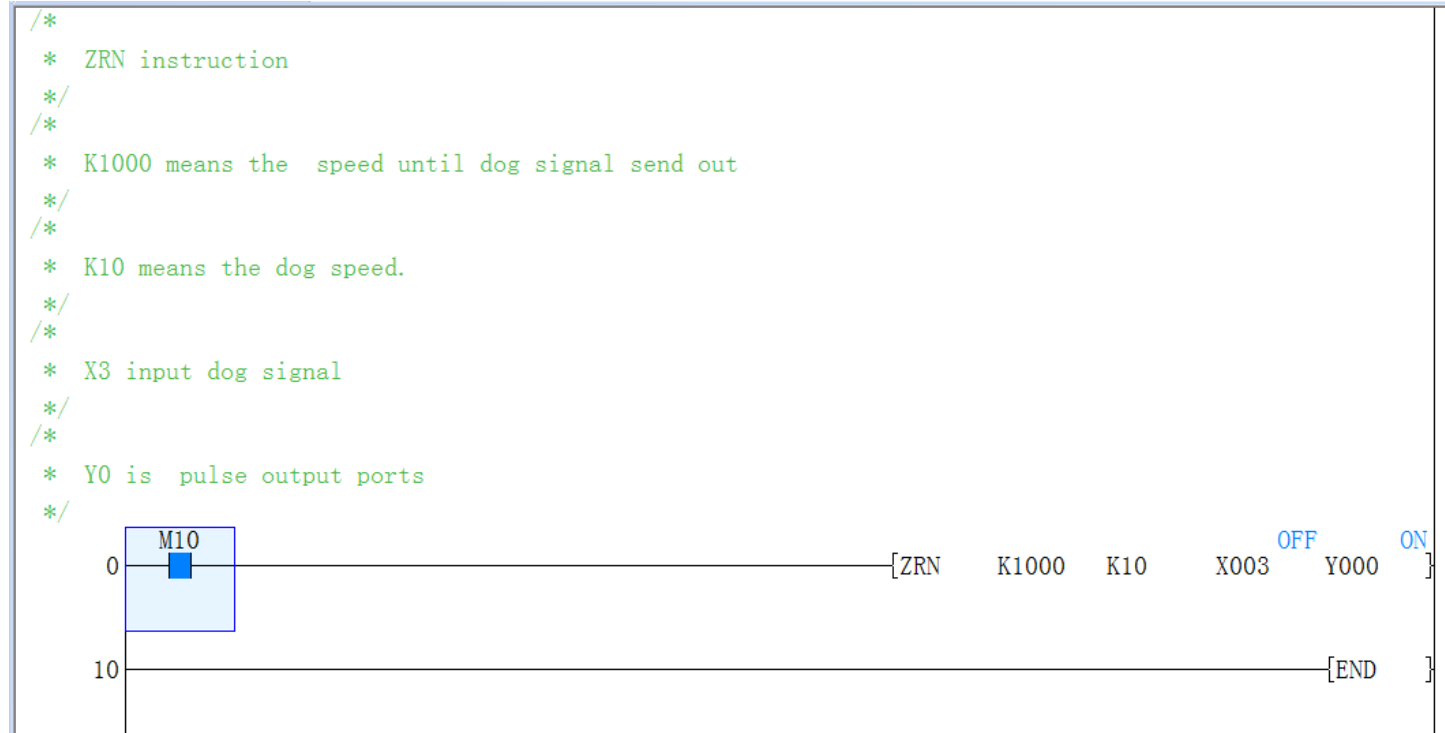 /*
* ZRN instruction
*/
/*
* K1000 means the speed until dog signal send out
*/
/*
* K10 means the dog speed.
*/
/*
* X3 input dog signal
*/
/*
* Y0 is pulse output ports
*/
M10 OFF ON
0 [ZRN K1000 K10 X003 Y000 ]
10 [END ]